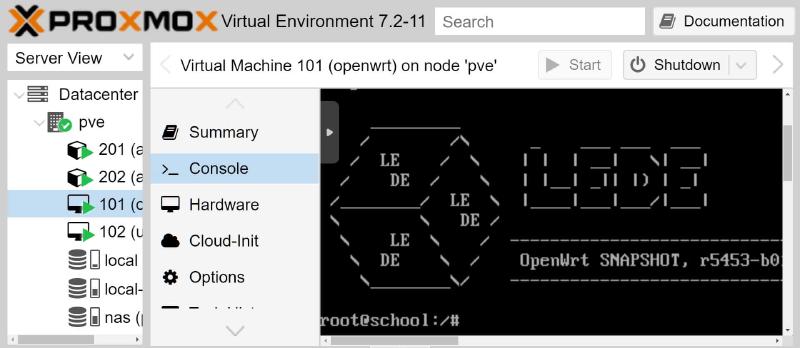 PROXMOX Virtual Environment 7.2-11 Search Documentation
Server View
Virtual Machine 101 (openwrt) on node 'pve' Start Shutdown
Datacenter
pve
201 (a
202 (a
101 (o
102 (u
local
local-
nas (
Summary
Console
Hardware
Cloud-Init
Options
LE
DE
LE
DE
LE
DE
LEDE
OpenWrt SNAPSHOT, r5453-b0
root@school:/#